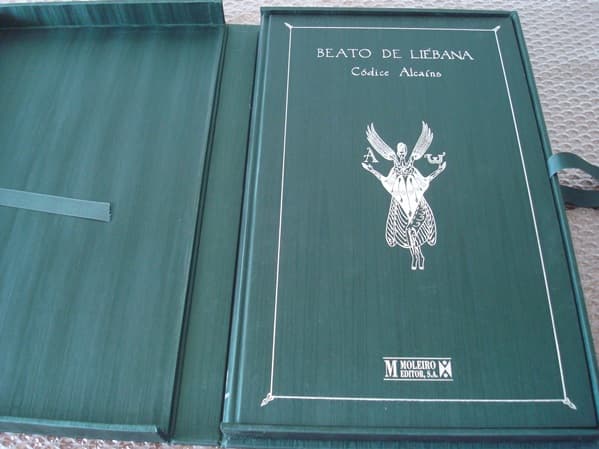 BEATO DE LIÉBANA
Códice Alcaíns
A ω
M MOLEIRO
EDITOR, S.A.